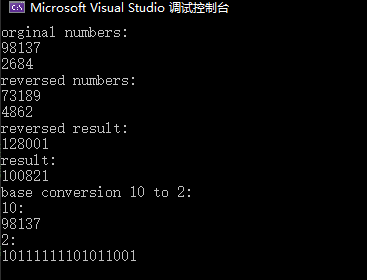 Microsoft Visual Studio 调试控制台
orginal numbers:
98137
2684
reversed numbers:
73189
4862
reversed result:
128001
result:
100821
base conversion 10 to 2:
10:
98137
2:
10111111101011001